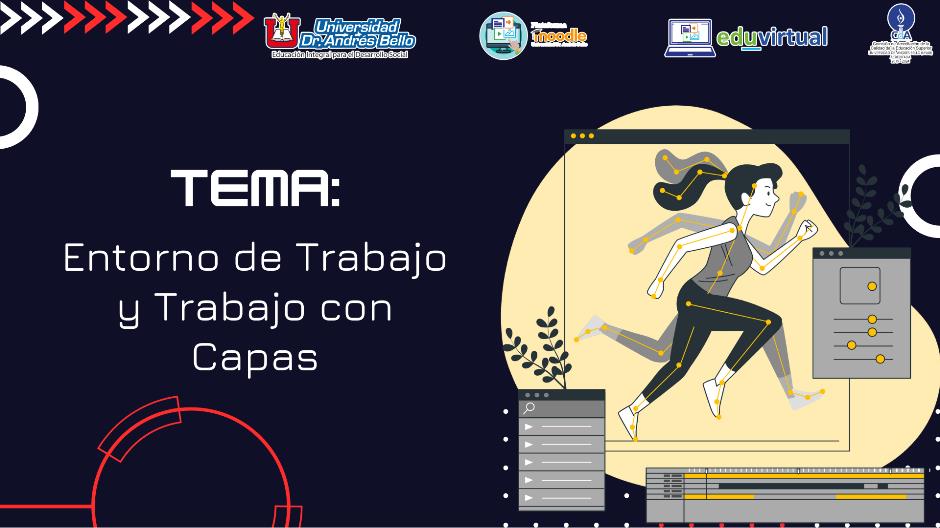 Universidad
Dr. Andrés Bello
Educación Integral para el Desarrollo Social
Plataforma
moodle
eduvirtual
TEMA:
Entorno de Trabajo
y Trabajo con
Capas